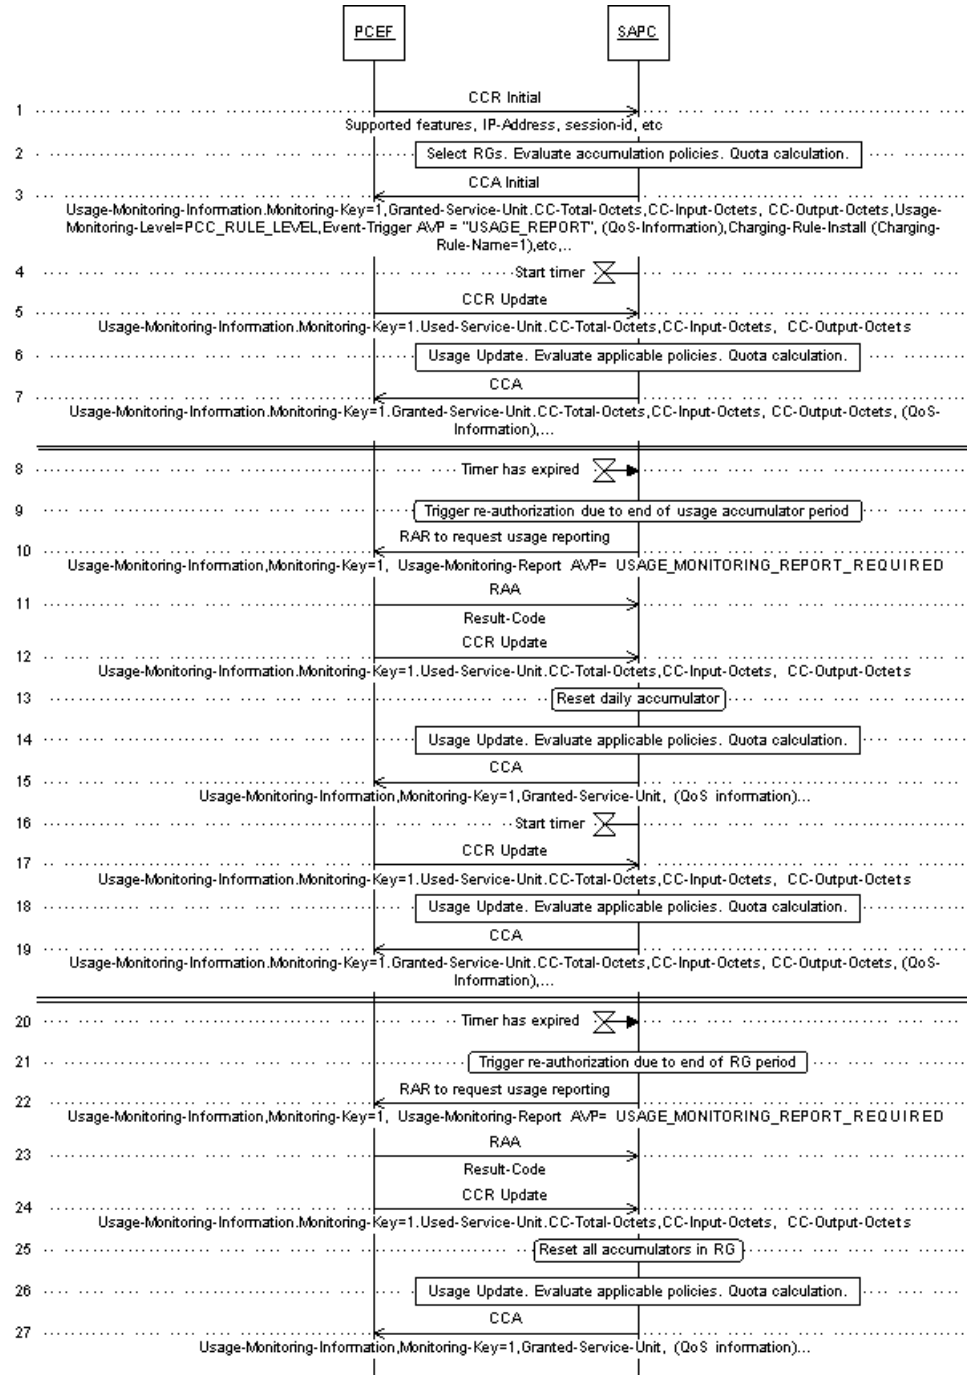 PCEF
SAPC
CCR Initial
1
Supported features, IP-Address, session-id, etc
2
Select RGs. Evaluate accumulation policies. Quota calculation.
CCA Initial
3
Usage-Monitoring-Information.Monitoring-Key=1,Granted-Service-Unit.CC-Total-Octets,CC-Input-Octets, CC-Output-Octets,Usage-
Monitoring-Level=PCC_RULE_LEVEL,Event-Trigger AVP = "USAGE_REPORT", (QoS-Information),Charging-Rule-Install (Charging-
Rule-Name=1),etc,..
4
Start timer
CCR Update
5
Usage-Monitoring-Information.Monitoring-Key=1.Used-Service-Unit.CC-Total-Octets,CC-Input-Octets, CC-Output-Octets
6
Usage Update. Evaluate applicable policies. Quota calculation.
CCA
7
Usage-Monitoring-Information.Monitoring-Key=1.Granted-Service-Unit.CC-Total-Octets,CC-Input-Octets, CC-Output-Octets, (QoS-
Information),...
8
Timer has expired
9
Trigger re-authorization due to end of usage accumulator period
RAR to request usage reporting
10
Usage-Monitoring-Information,Monitoring-Key=1, Usage-Monitoring-Report AVP= USAGE_MONITORING_REPORT_REQUIRED
RAA
11
Result-Code
CCR Update
12
Usage-Monitoring-Information.Monitoring-Key=1.Used-Service-Unit.CC-Total-Octets,CC-Input-Octets, CC-Output-Octets
13
Reset daily accumulator
14
Usage Update. Evaluate applicable policies. Quota calculation.
CCA
15
Usage-Monitoring-Information,Monitoring-Key=1,Granted-Service-Unit, (QoS information)...
16
Start timer
CCR Update
17
Usage-Monitoring-Information.Monitoring-Key=1.Used-Service-Unit.CC-Total-Octets,CC-Input-Octets, CC-Output-Octets
18
Usage Update. Evaluate applicable policies. Quota calculation.
CCA
19
Usage-Monitoring-Information.Monitoring-Key=1.Granted-Service-Unit.CC-Total-Octets,CC-Input-Octets, CC-Output-Octets, (QoS-
Information),...
20
Timer has expired
21
Trigger re-authorization due to end of RG period
RAR to request usage reporting
22
Usage-Monitoring-Information,Monitoring-Key=1, Usage-Monitoring-Report AVP= USAGE_MONITORING_REPORT_REQUIRED
RAA
23
Result-Code
CCR Update
24
Usage-Monitoring-Information.Monitoring-Key=1.Used-Service-Unit.CC-Total-Octets,CC-Input-Octets, CC-Output-Octets
25
Reset all accumulators in RG
26
Usage Update. Evaluate applicable policies. Quota calculation.
CCA
27
Usage-Monitoring-Information,Monitoring-Key=1,Granted-Service-Unit, (QoS information)...